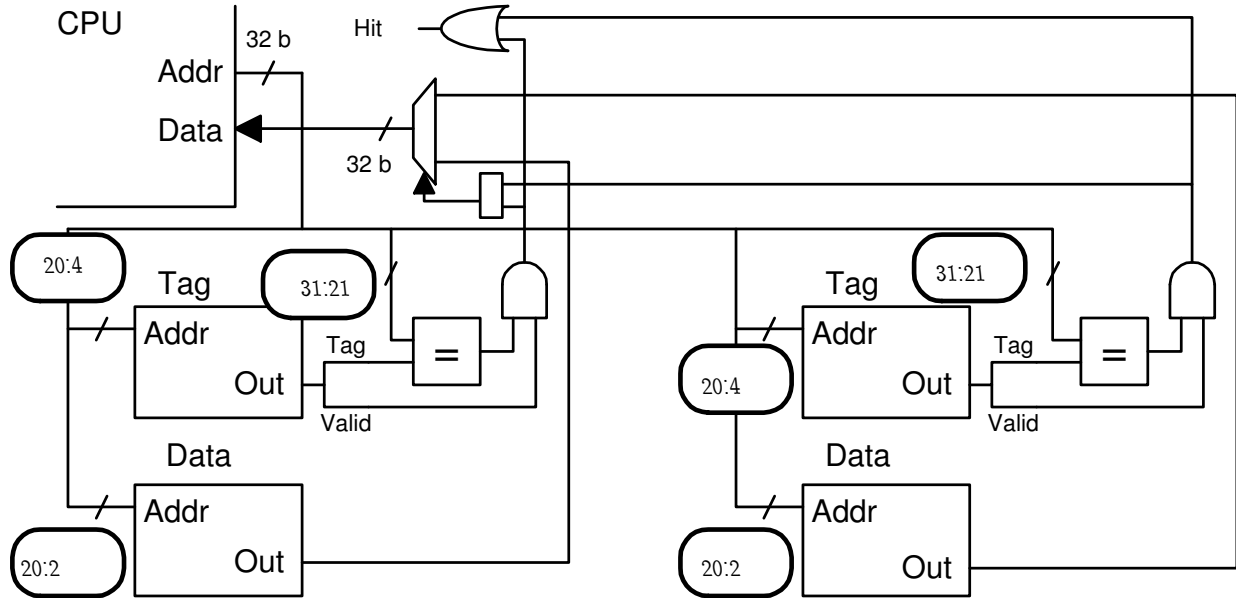 CPU
Hit
32 b
Addr
Data
32 b
20:4
Tag
31:21
Addr
Out
=
Tag
Valid
Data
Addr
Out
20:2
Tag
31:21
Addr
Out
=
Tag
Valid
20:4
Data
Addr
Out
20:2